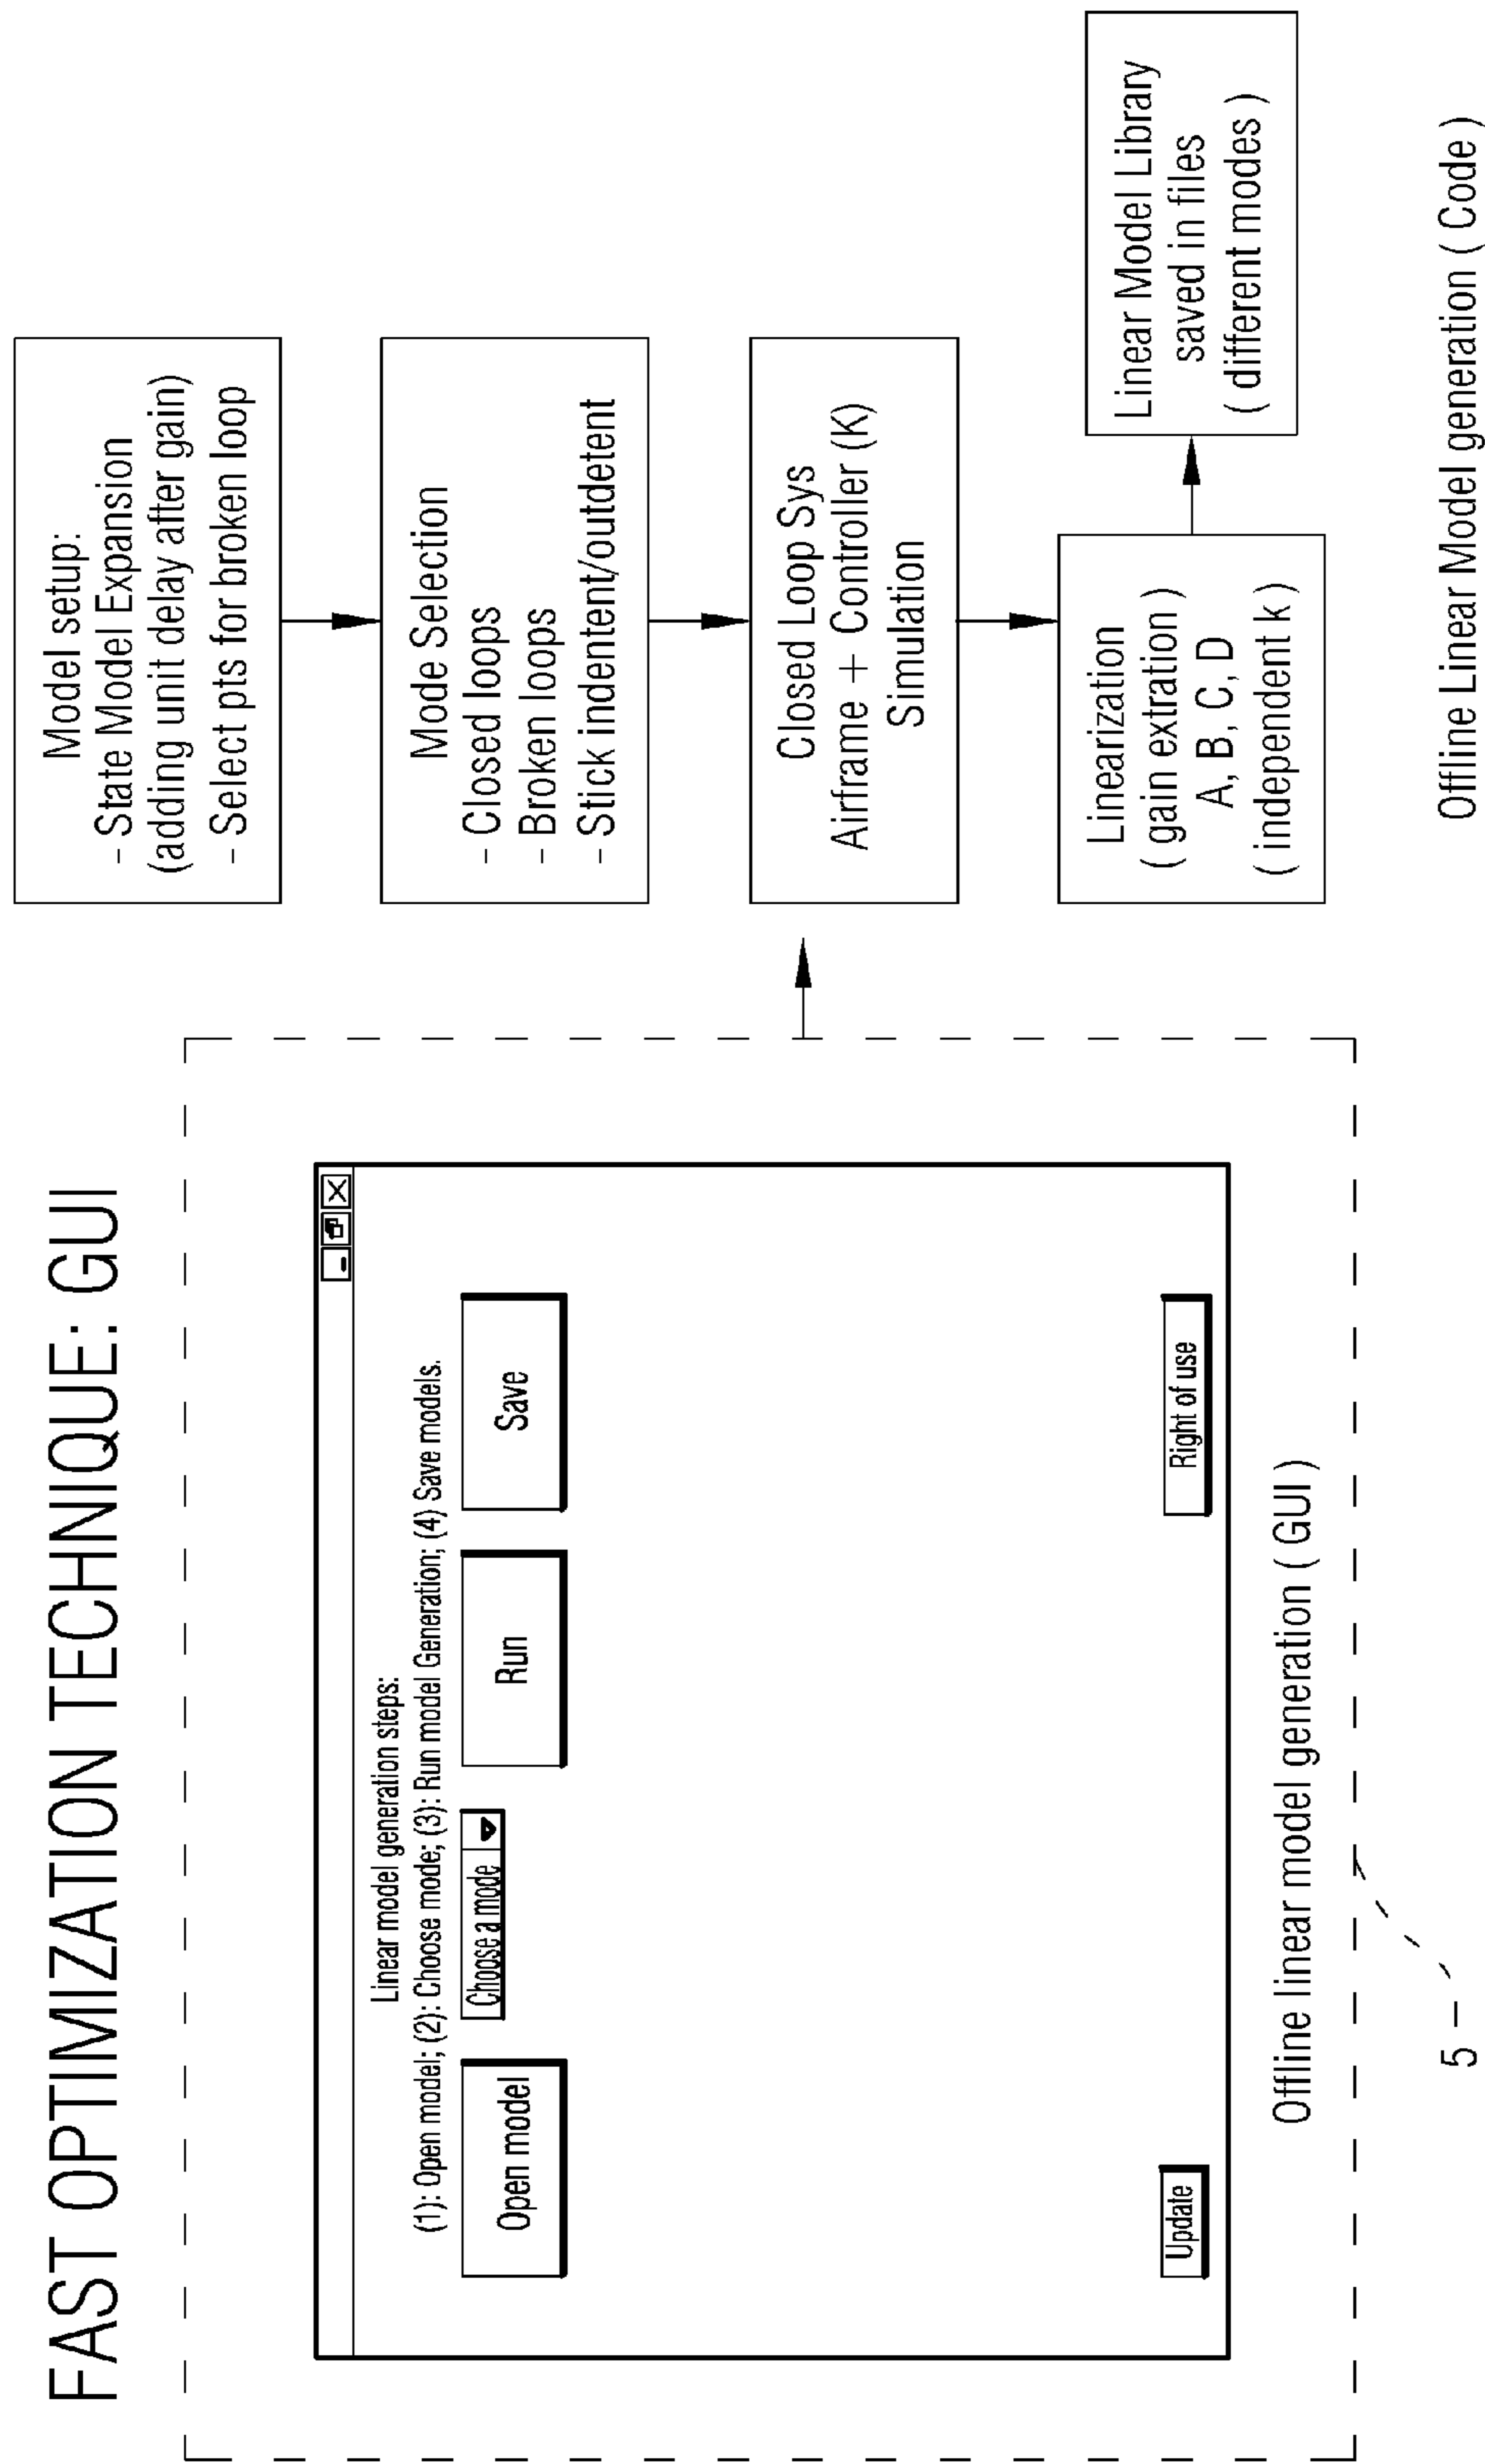 FAST OPTIMIZATION TECHNIQUE: GUI
Linear model generation steps:
(1): Open model; (2): Choose mode; (3): Run model Generation; (4) Save models.
Open model
Choose a mode
Run
Save
Update
Right of use
Offline linear model generation ( GUI )
5
Model setup:
- State Model Expansion
(adding unit delay after gain)
- Select pts for broken loop
Mode Selection
- Closed loops
- Broken loops
- Stick indentent/outdetent
Closed Loop Sys
Airframe + Controller (K)
Simulation
Linearization
( gain extration )
A, B, C, D
( independent k )
Linear Model Library
saved in files
( different modes )
Offline Linear Model generation ( Code )